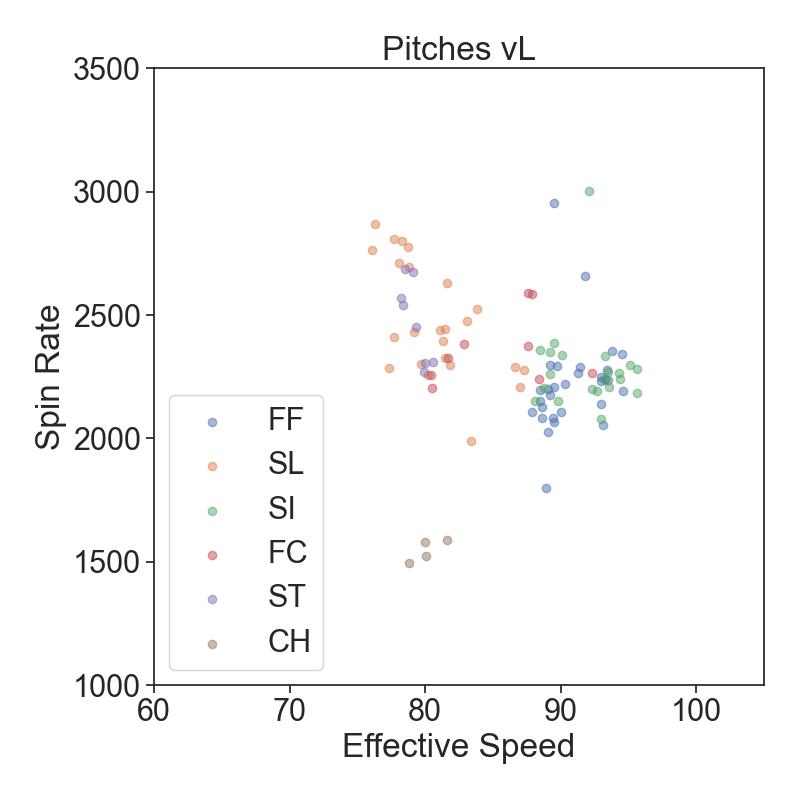 Pitches vL
3500
3000
2500
2000
1500
1000
Spin Rate
FF
SL
SI
FC
ST
CH
60 70 80 90 100
Effective Speed